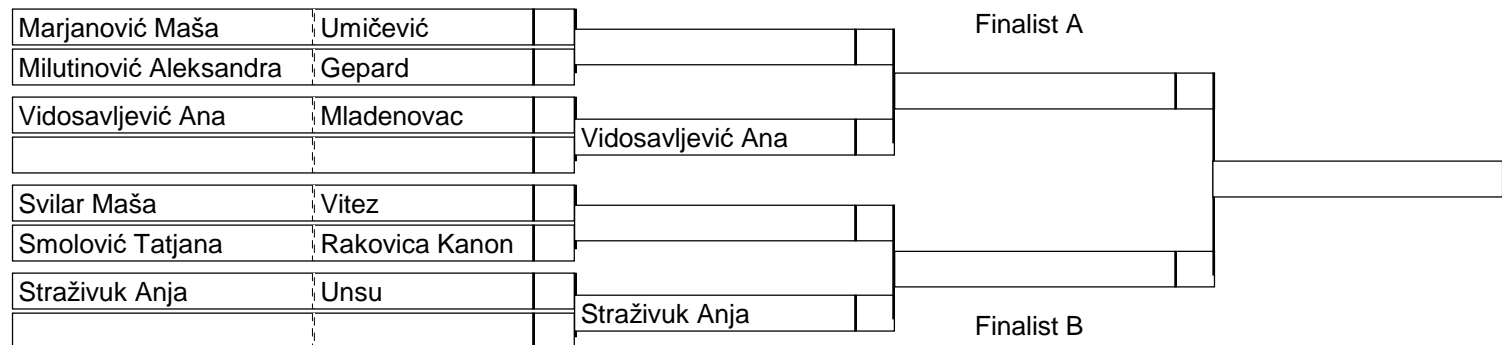 Marjanović Maša Umičević
Milutinović Aleksandra Gepard
Vidosavljević Ana Mladenovac
Svilar Maša Vitez
Smolović Tatjana Rakovica Kanon
Straživuk Anja Unsu
Vidosavljević Ana
Straživuk Anja
Finalist A
Finalist B